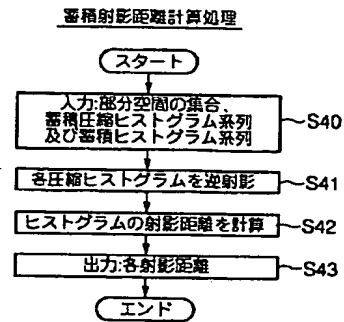 蓄積射影距離計算処理
スタート
入力:部分空間の集合、
蓄積圧縮ヒストグラム系列
及び蓄積ヒストグラム系列
S40
各圧縮ヒストグラムを逆射影
S41
ヒストグラムの射影距離を計算
S42
出力:各射影距離
S43
エンド